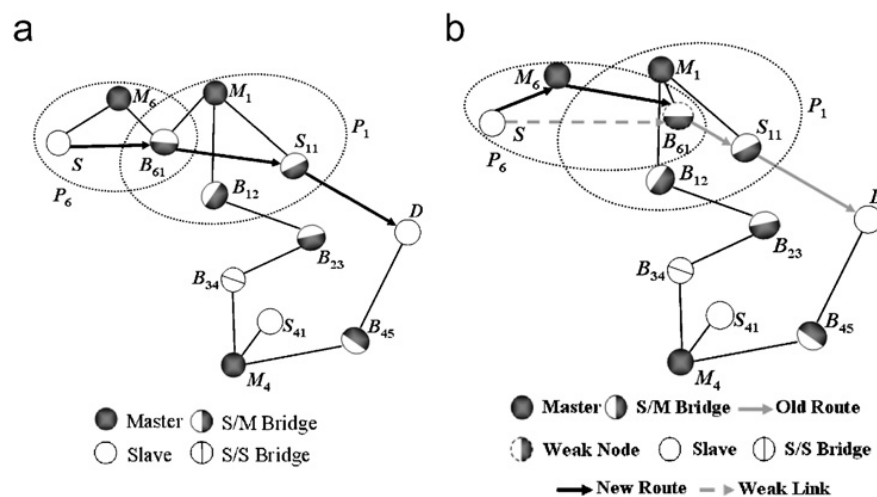 a
b
M6
M1
P1
S
B61
S11
P6
B12
D
B23
B34
S41
B45
M4
Master
S/M Bridge
Slave
S/S Bridge
M6
M1
P1
S
S11
B61
P6
B12
D
B23
B34
S41
B45
M4
Master S/M Bridge Old Route
Weak Node Slave S/S Bridge
New Route Weak Link